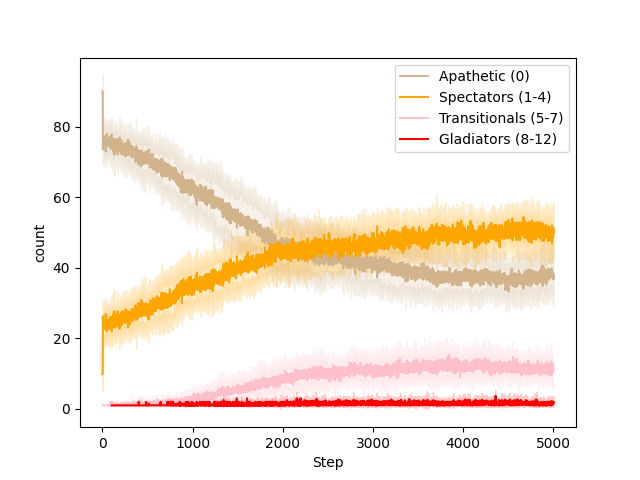 Apathetic (0)
Spectators (1-4)
Transitionals (5-7)
Gladiators (8-12)
80
60
40
20
0
count
0 1000 2000 3000 4000 5000
Step